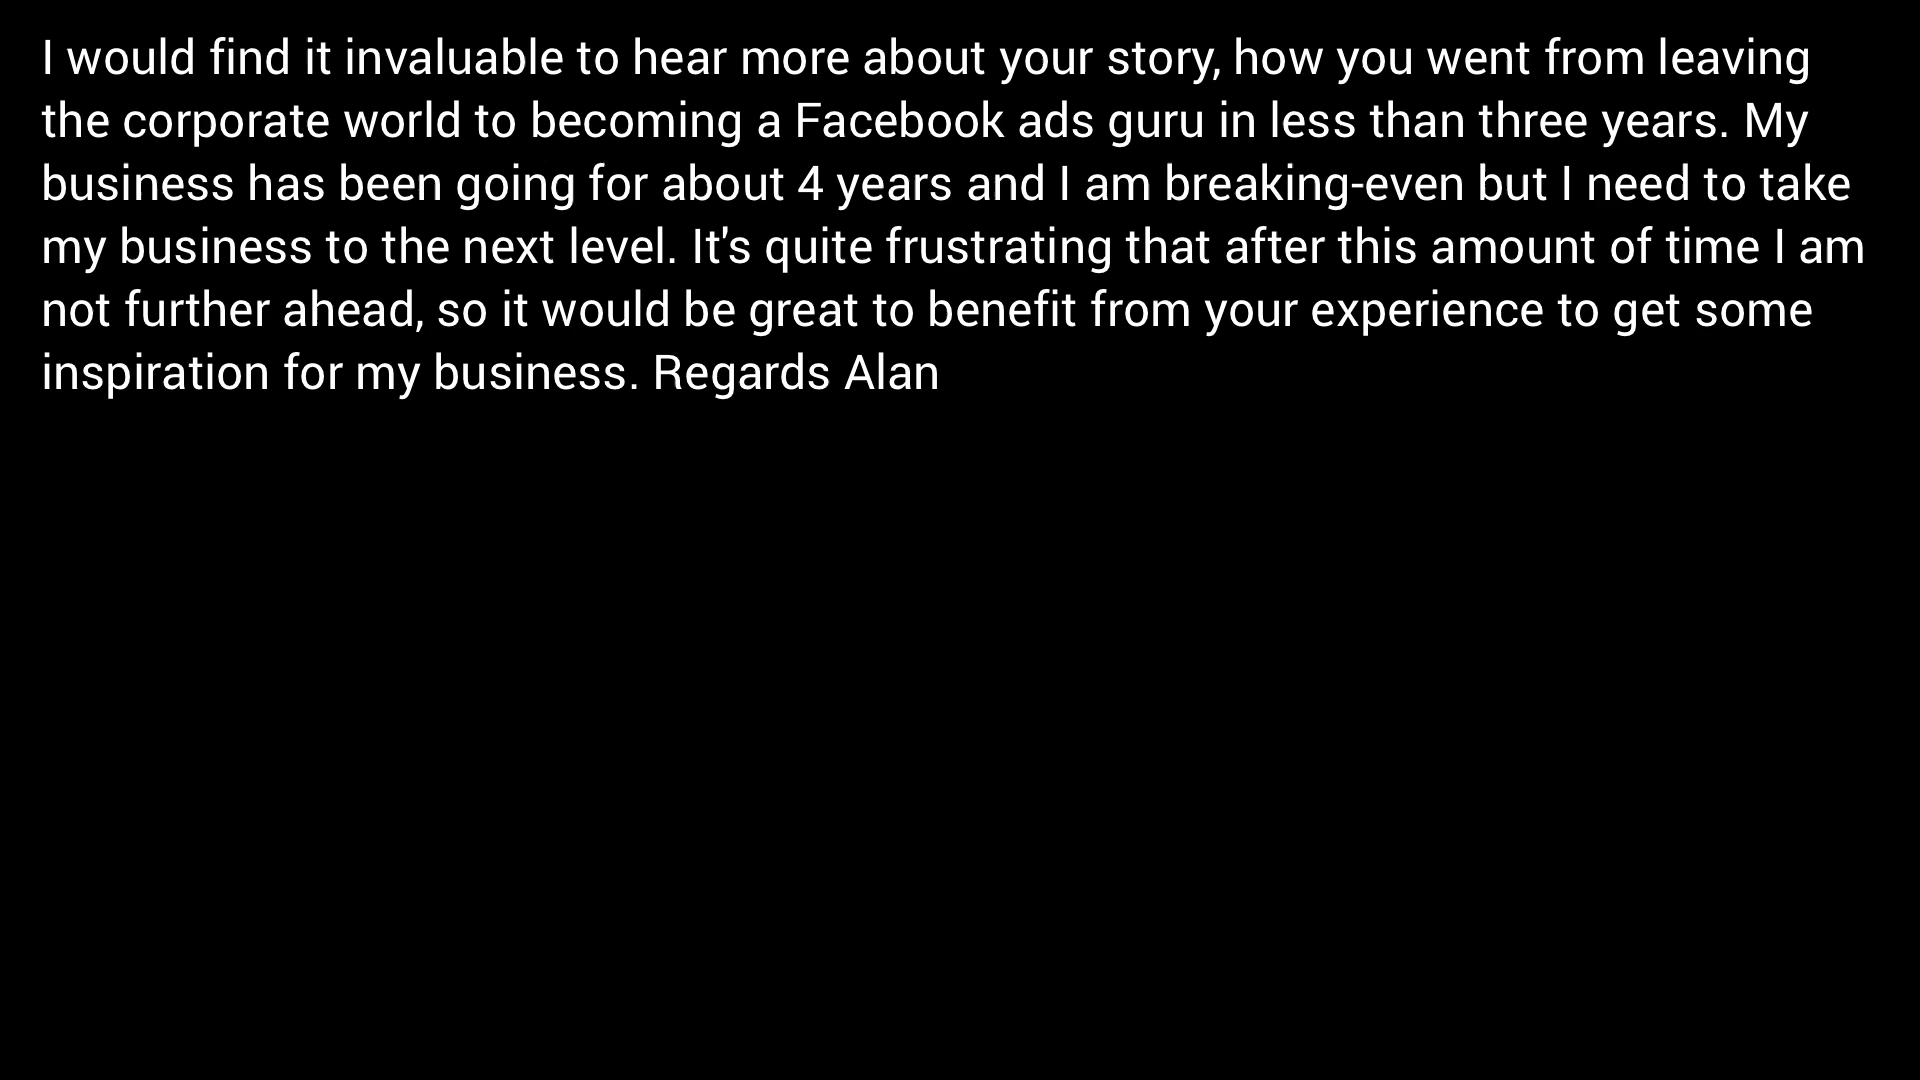 I would find it invaluable to hear more about your story, how you went from leaving
the corporate world to becoming a Facebook ads guru in less than three years. My
business has been going for about 4 years and I am breaking-even but I need to take
my business to the next level. It's quite frustrating that after this amount of time I am
not further ahead, so it would be great to benefit from your experience to get some
inspiration for my business. Regards Alan